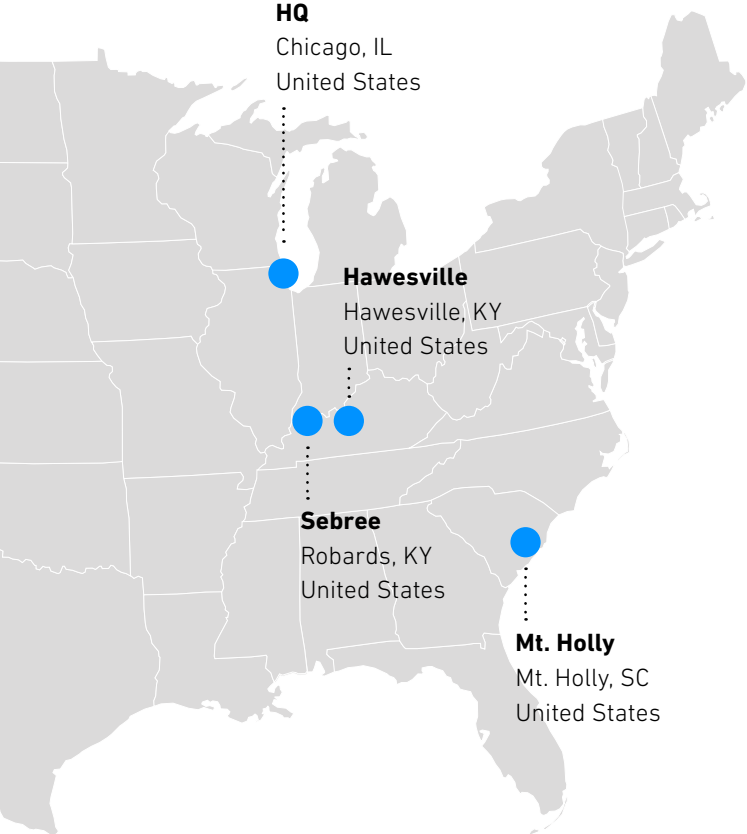 HQ
Chicago, IL
United States
Hawesville
Hawesville, KY
United States
Sebree
Robards, KY
United States
Mt. Holly
Mt. Holly, SC
United States